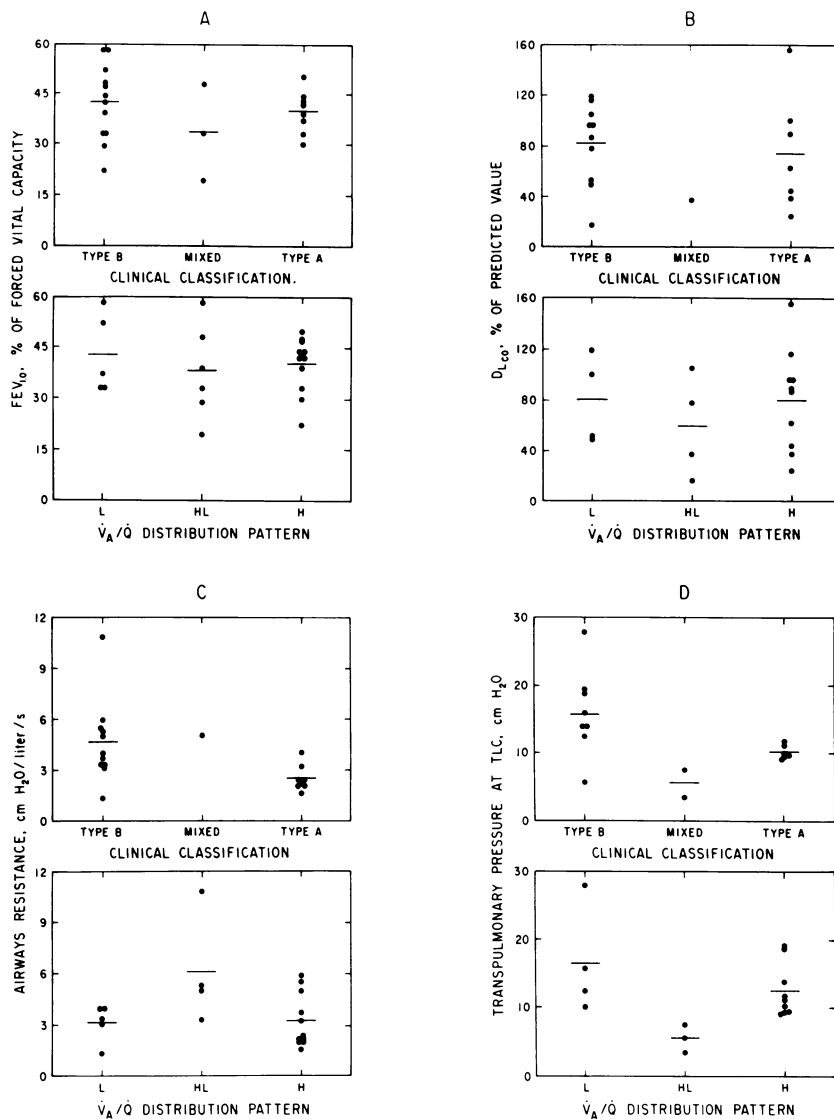 A
60
45
30
15
0
TYPE B MIXED TYPE A
CLINICAL CLASSIFICATION.
60
45
30
15
0
L HL H
V̇A/Q̇ DISTRIBUTION PATTERN
FEV1.0, % OF FORCED VITAL CAPACITY
B
160
120
80
40
0
TYPE B MIXED TYPE A
CLINICAL CLASSIFICATION
160
120
80
40
0
L HL H
V̇A/Q̇ DISTRIBUTION PATTERN
DLCO, % OF PREDICTED VALUE
C
12
9
6
3
0
TYPE B MIXED TYPE A
CLINICAL CLASSIFICATION
12
9
6
3
0
L HL H
V̇A/Q̇ DISTRIBUTION PATTERN
AIRWAYS RESISTANCE, cm H2O/liter/s
D
30
20
10
0
TYPE B MIXED TYPE A
CLINICAL CLASSIFICATION
30
20
10
0
L HL H
V̇A/Q̇ DISTRIBUTION PATTERN
TRANSPULMONARY PRESSURE AT TLC, cm H2O